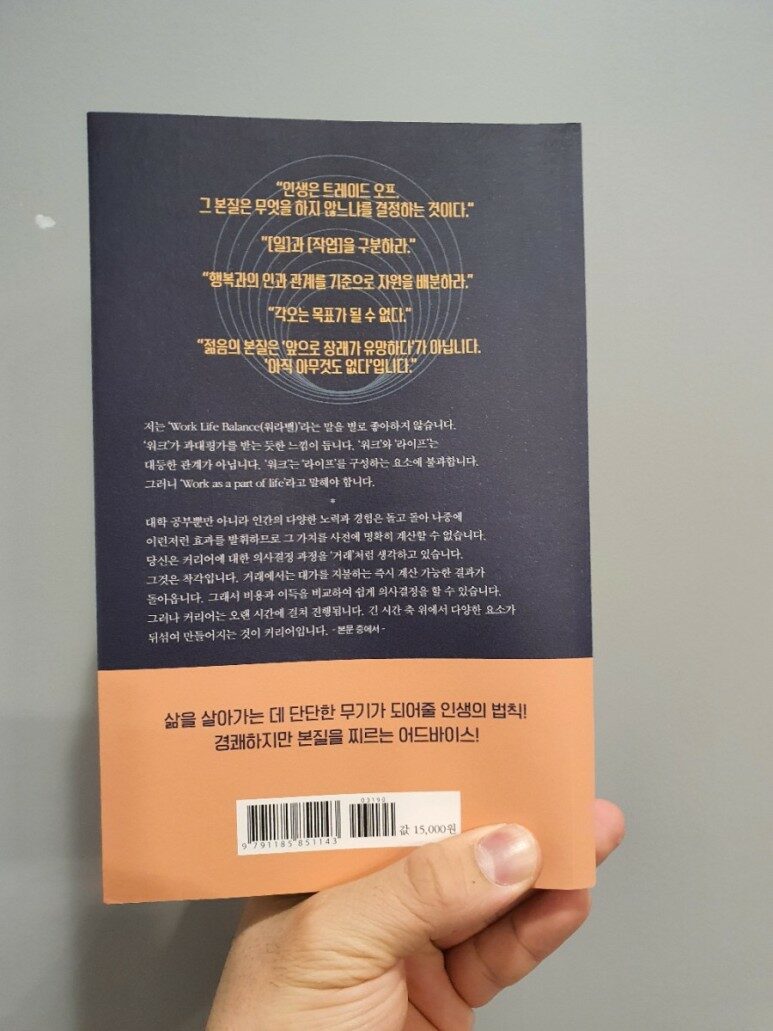 “인생은 트레이드 오프,
그 본질은 무엇을 하지 않느냐를 결정하는 것이다.”
“[일]과 [작업]을 구분하라.”
“행복과의 인과 관계를 기준으로 자원을 배분하라.”
“각오는 목표가 될 수 없다.”
“젊음의 본질은 ‘앞으로 장래가 유망하다’가 아닙니다.
‘아직 아무것도 없다’입니다.”
저는 ‘Work Life Balance(워라밸)’라는 말을 별로 좋아하지 않습니다.
‘워크’가 과대평가를 받는 듯한 느낌이 듭니다. ‘워크’와 ‘라이프’는
대등한 관계가 아닙니다. ‘워크’는 ‘라이프’를 구성하는 요소에 불과합니다.
그러니 ‘Work as a part of life’라고 말해야 합니다.
*
대학 공부뿐만 아니라 인간의 다양한 노력과 경험은 돌고 돌아 나중에
이런저런 효과를 발휘하므로 그 가치를 사전에 명확히 계산할 수 없습니다.
당신은 커리어에 대한 의사결정 과정을 ‘거래’처럼 생각하고 있습니다.
그것은 착각입니다. 거래에서는 대가를 지불하는 즉시 계산 가능한 결과가
돌아옵니다. 그래서 비용과 이득을 비교하여 쉽게 의사결정을 할 수 있습니다.
그러나 커리어는 오랜 시간에 걸쳐 진행됩니다. 긴 시간 축 위에서 다양한 요소가
뒤섞여 만들어지는 것이 커리어입니다. - 본문 중에서 -
삶을 살아가는 데 단단한 무기가 되어줄 인생의 법칙!
경쾌하지만 본질을 찌르는 어드바이스!
03190
9 791185 851143
값 15,000원